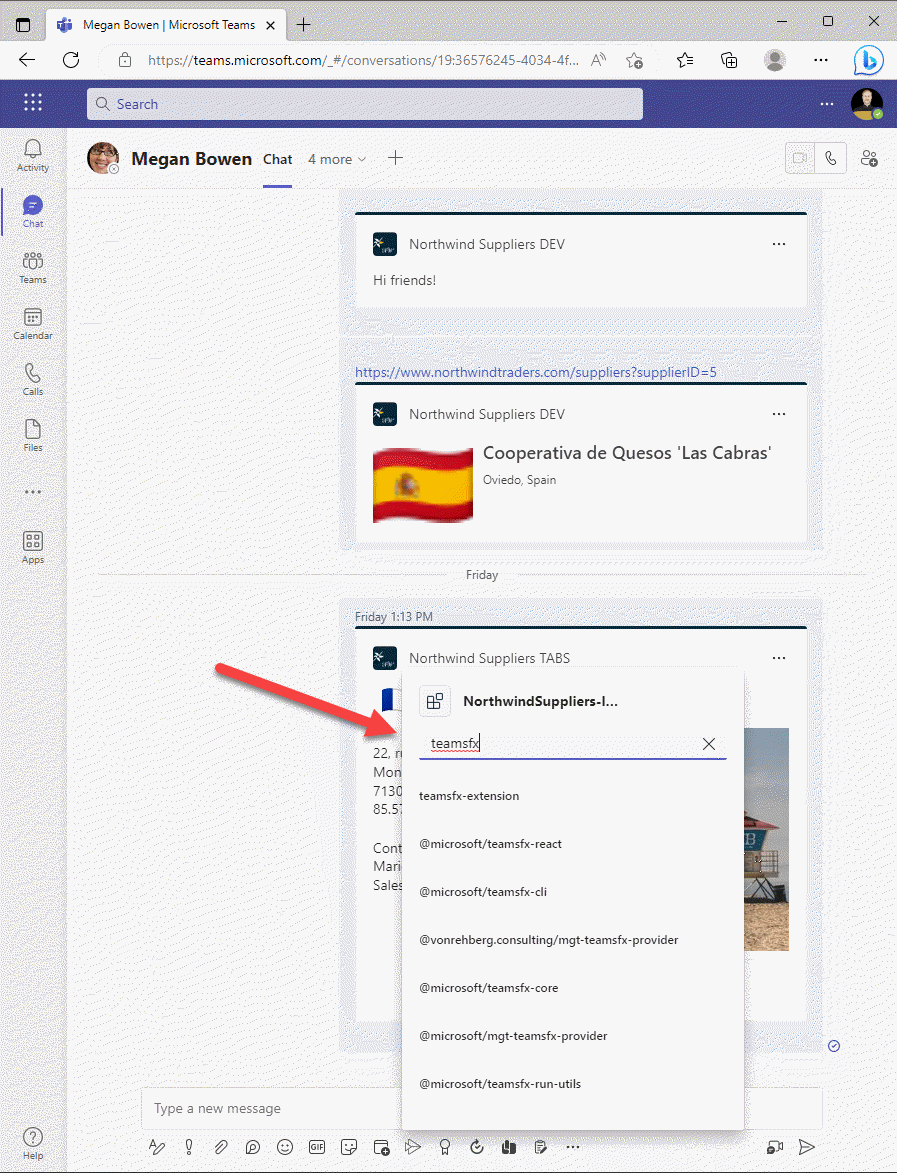 Megan Bowen | Microsoft Teams
https://teams.microsoft.com/_#/conversations/19:36576245-4034-4f...
Search
Activity
Chat
Teams
Calendar
Calls
Files
Apps
Help
Megan Bowen Chat 4 more
Northwind Suppliers DEV
Hi friends!
https://www.northwindtraders.com/suppliers?supplierID=5
Northwind Suppliers DEV
Cooperativa de Quesos 'Las Cabras'
Oviedo, Spain
Friday
Friday 1:13 PM
Northwind Suppliers TABS
22, r
Mon
7130
85.57
Cont
Mari
Sales
NorthwindSuppliers-l...
teamsfx
teamsfx-extension
@microsoft/teamsfx-react
@microsoft/teamsfx-cli
@vonrehberg.consulting/mgt-teamsfx-provider
@microsoft/teamsfx-core
@microsoft/mgt-teamsfx-provider
@microsoft/teamsfx-run-utils
Type a new message
GIF